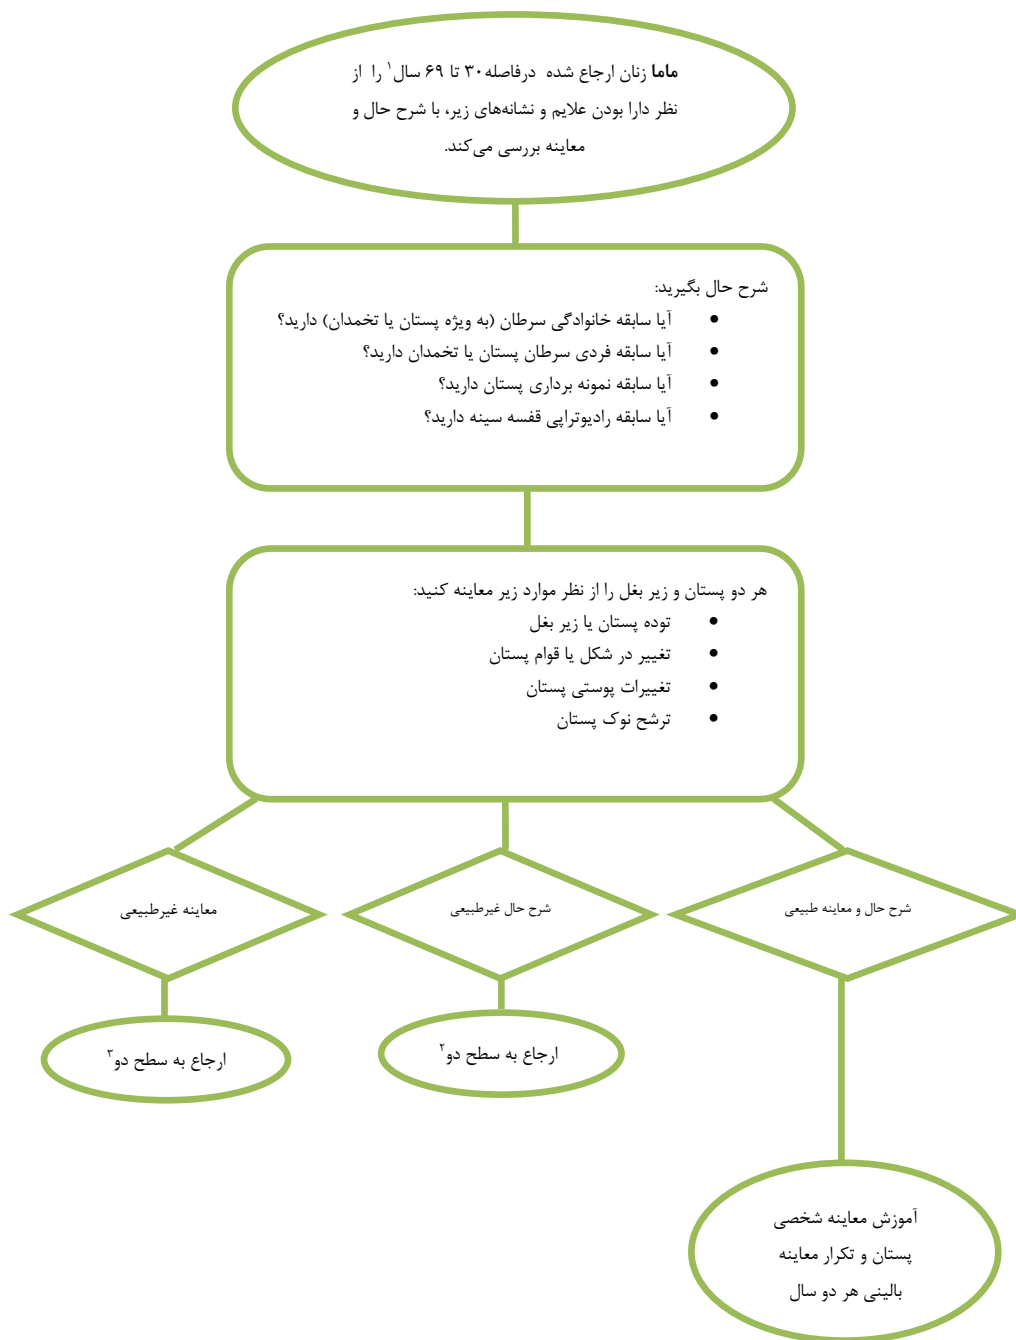 ماما زنان ارجاع شده درفاصله۳۰ تا ۶۹ سال۱ را از
نظر دارا بودن علایم و نشانه‌های زیر، با شرح حال و
معاینه بررسی می‌کند.
شرح حال بگیرید:
● آیا سابقه خانوادگی سرطان (به ویژه پستان یا تخمدان) دارید؟
● آیا سابقه فردی سرطان پستان یا تخمدان دارید؟
● آیا سابقه نمونه برداری پستان دارید؟
● آیا سابقه رادیوتراپی قفسه سینه دارید؟
هر دو پستان و زیر بغل را از نظر موارد زیر معاینه کنید:
● توده پستان یا زیر بغل
● تغییر در شکل یا قوام پستان
● تغییرات پوستی پستان
● ترشح نوک پستان
شرح حال و معاینه طبیعی
شرح حال غیرطبیعی
معاینه غیرطبیعی
ارجاع به سطح دو۲
ارجاع به سطح دو۳
آموزش معاینه شخصی
پستان و تکرار معاینه
بالینی هر دو سال